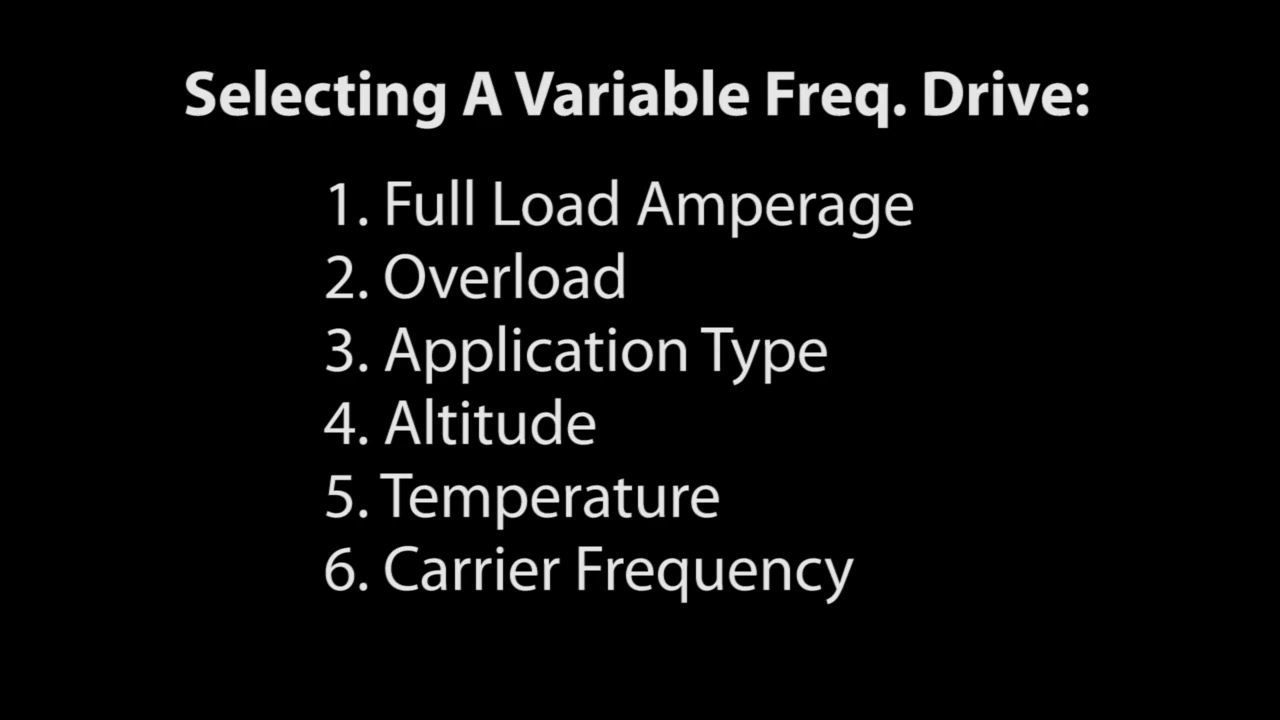 Selecting A Variable Freq. Drive:
1. Full Load Amperage
2. Overload
3. Application Type
4. Altitude
5. Temperature
6. Carrier Frequency